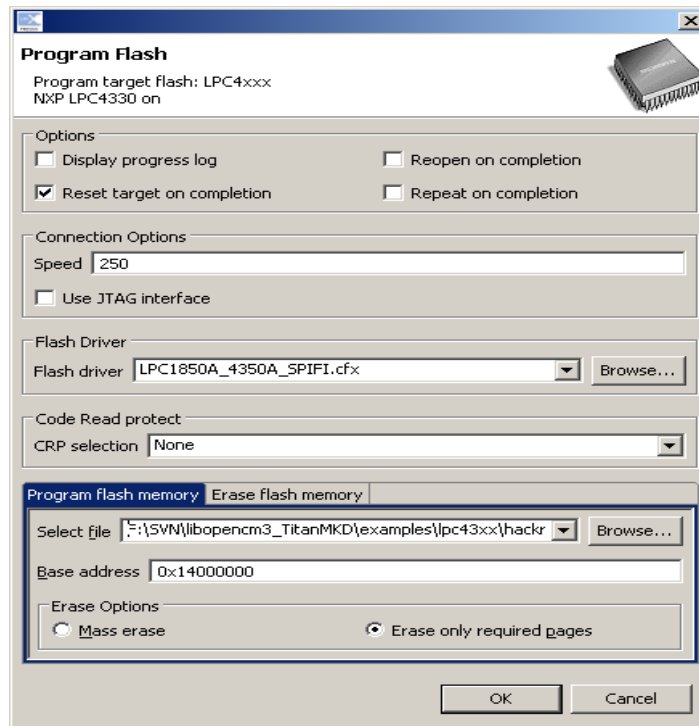 Program Flash
Program target flash: LPC4xxx
NXP LPC4330 on
Options
Display progress log
Reopen on completion
Reset target on completion
Repeat on completion
Connection Options
Speed 250
Use JTAG interface
Flash Driver
Flash driver LPC1850A_4350A_SPIFI.cfx Browse...
Code Read protect
CRP selection None
Program flash memory Erase flash memory
Select file F:\SVN\libopencm3_TitanMKD\examples\lpc43xx\hackr Browse...
Base address 0x14000000
Erase Options
Mass erase
Erase only required pages
OK Cancel